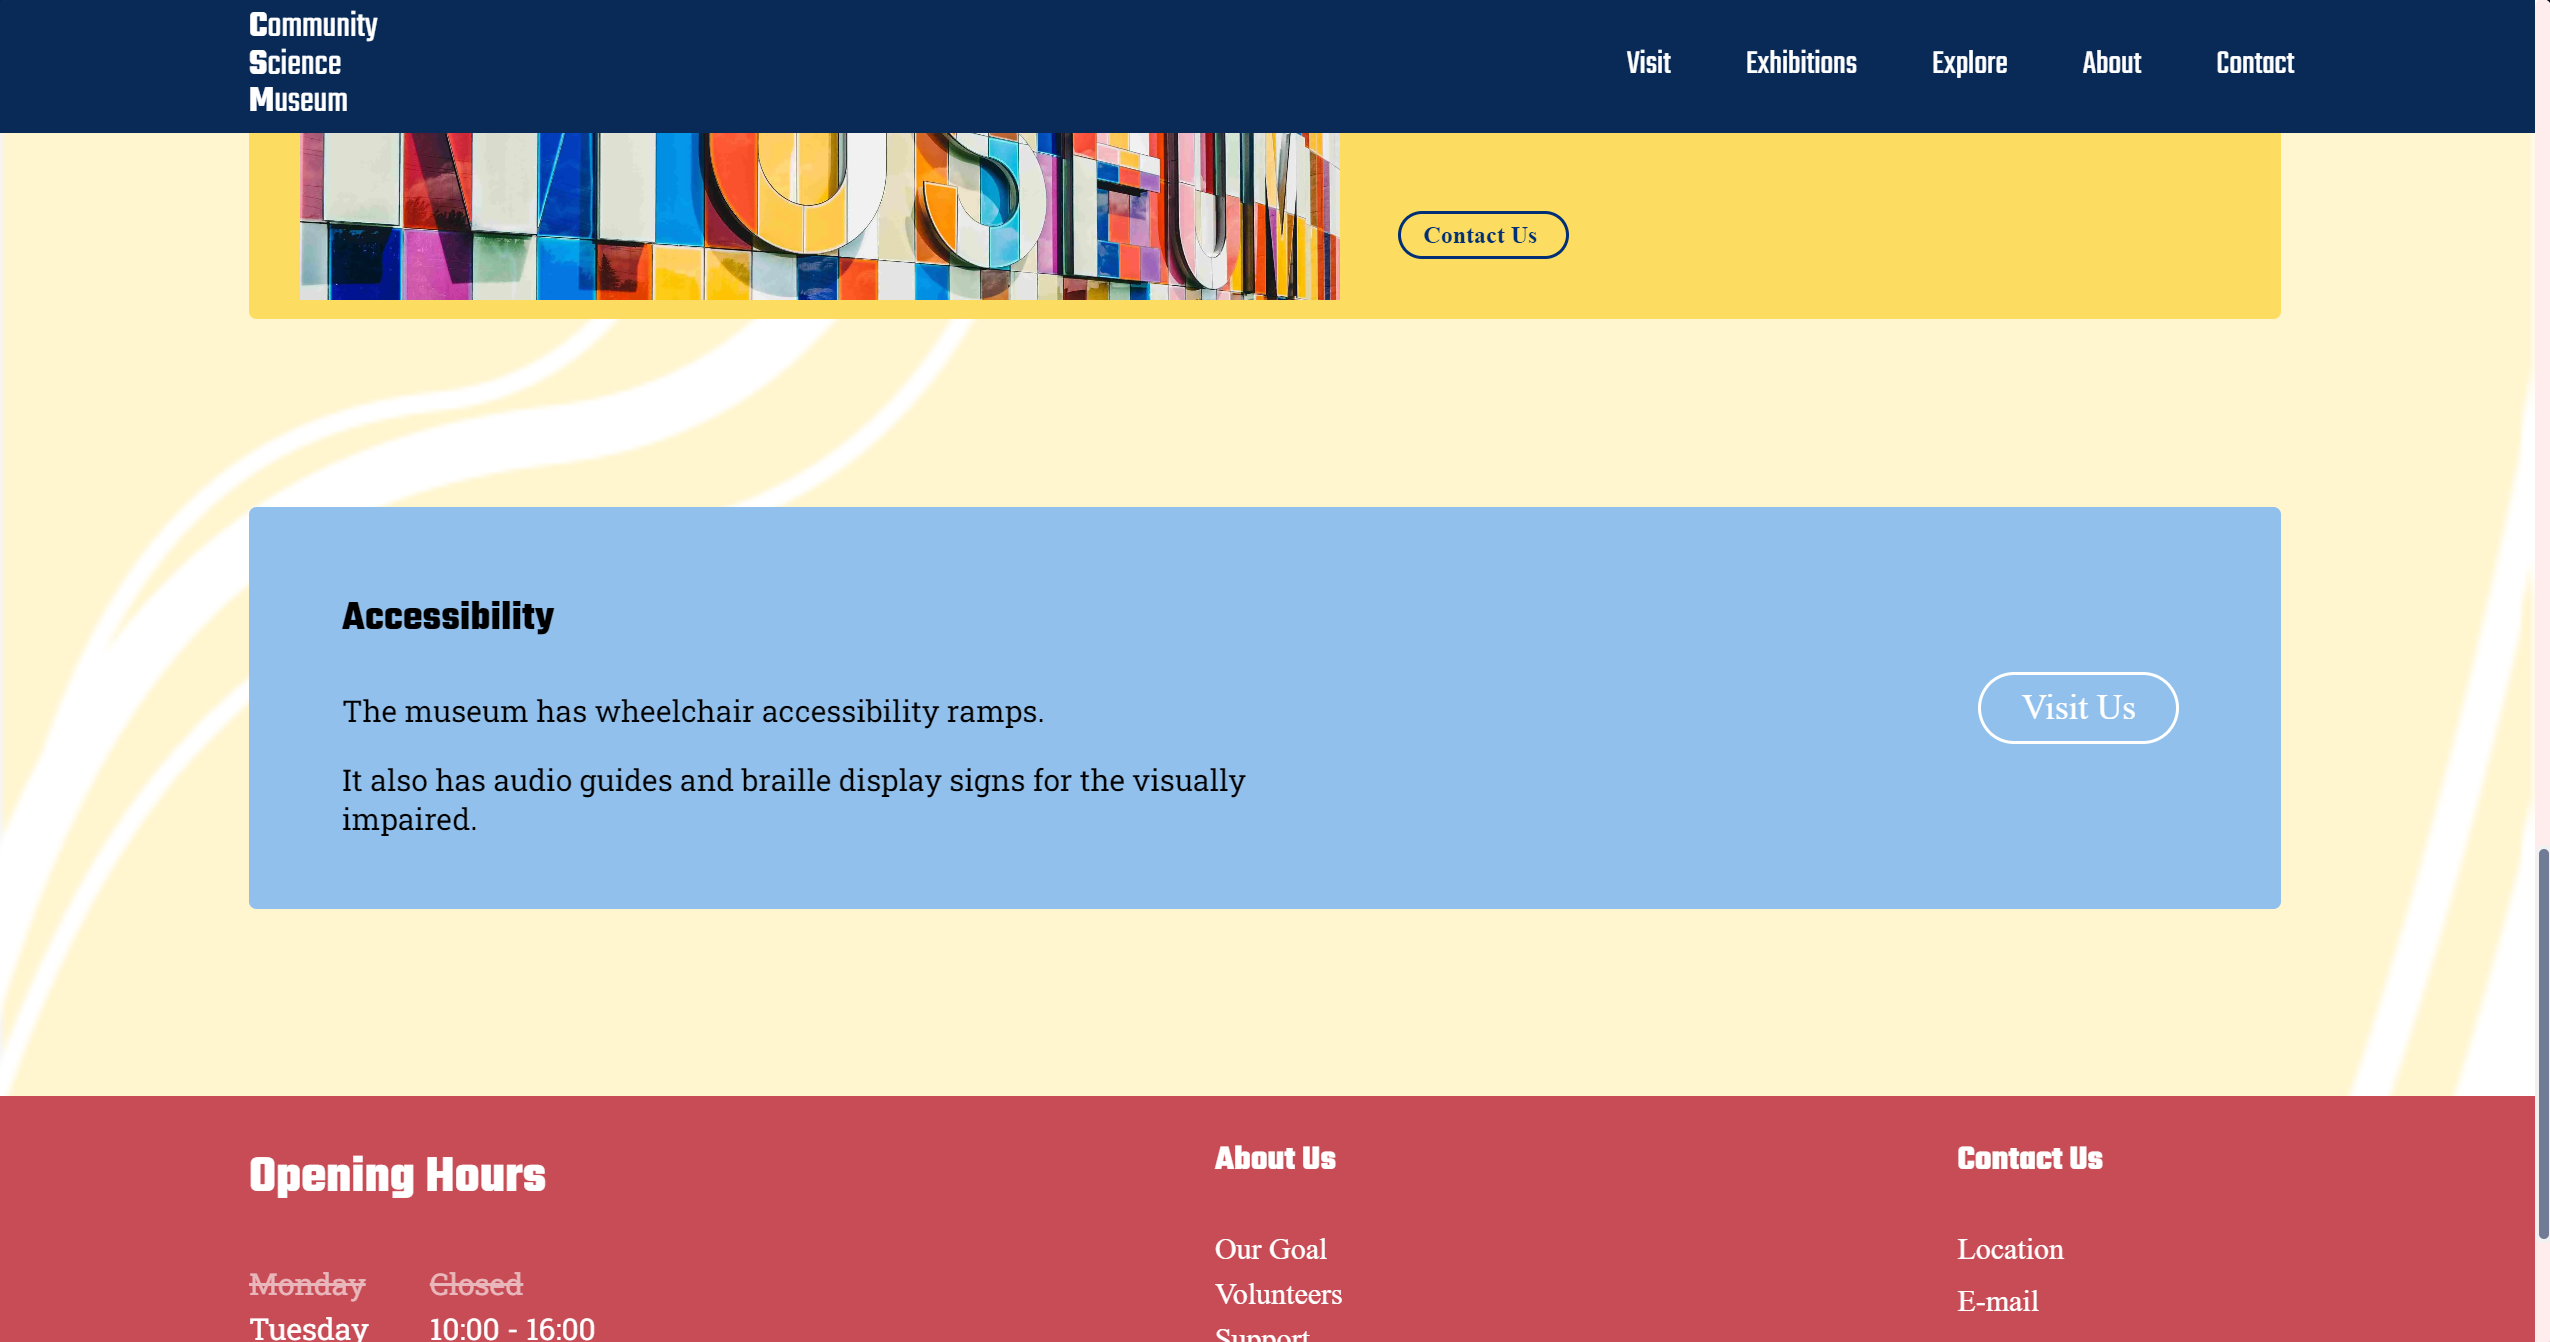 Community
Science
Museum
Visit
Exhibitions
Explore
About
Contact
Contact Us
Accessibility
The museum has wheelchair accessibility ramps.
It also has audio guides and braille display signs for the visually
impaired.
Visit Us
Opening Hours
Monday Closed
Tuesday 10:00 - 16:00
About Us
Our Goal
Volunteers
Support
Contact Us
Location
E-mail